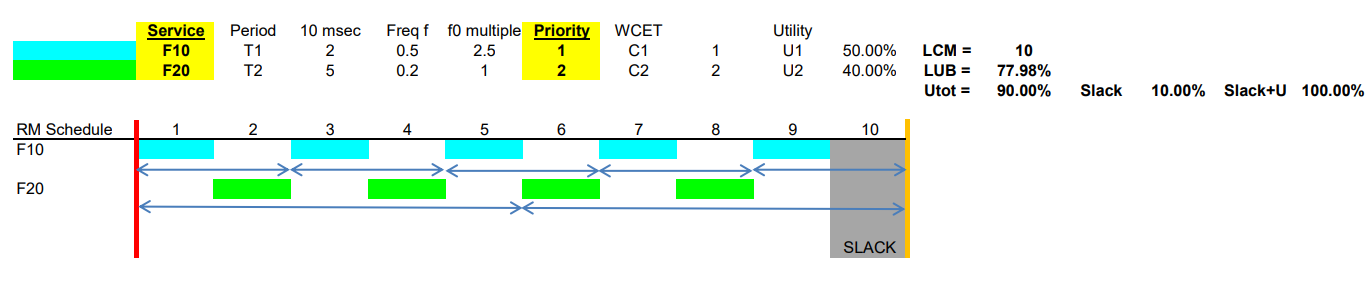 Service Period 10 msec Freq f f0 multiple Priority WCET Utility
F10 T1 2 0.5 2.5 1 C1 1 U1 50.00% LCM = 10
F20 T2 5 0.2 1 2 C2 2 U2 40.00% LUB = 77.98%
Utot = 90.00% Slack 10.00% Slack+U 100.00%
RM Schedule 1 2 3 4 5 6 7 8 9 10
F10
F20
SLACK